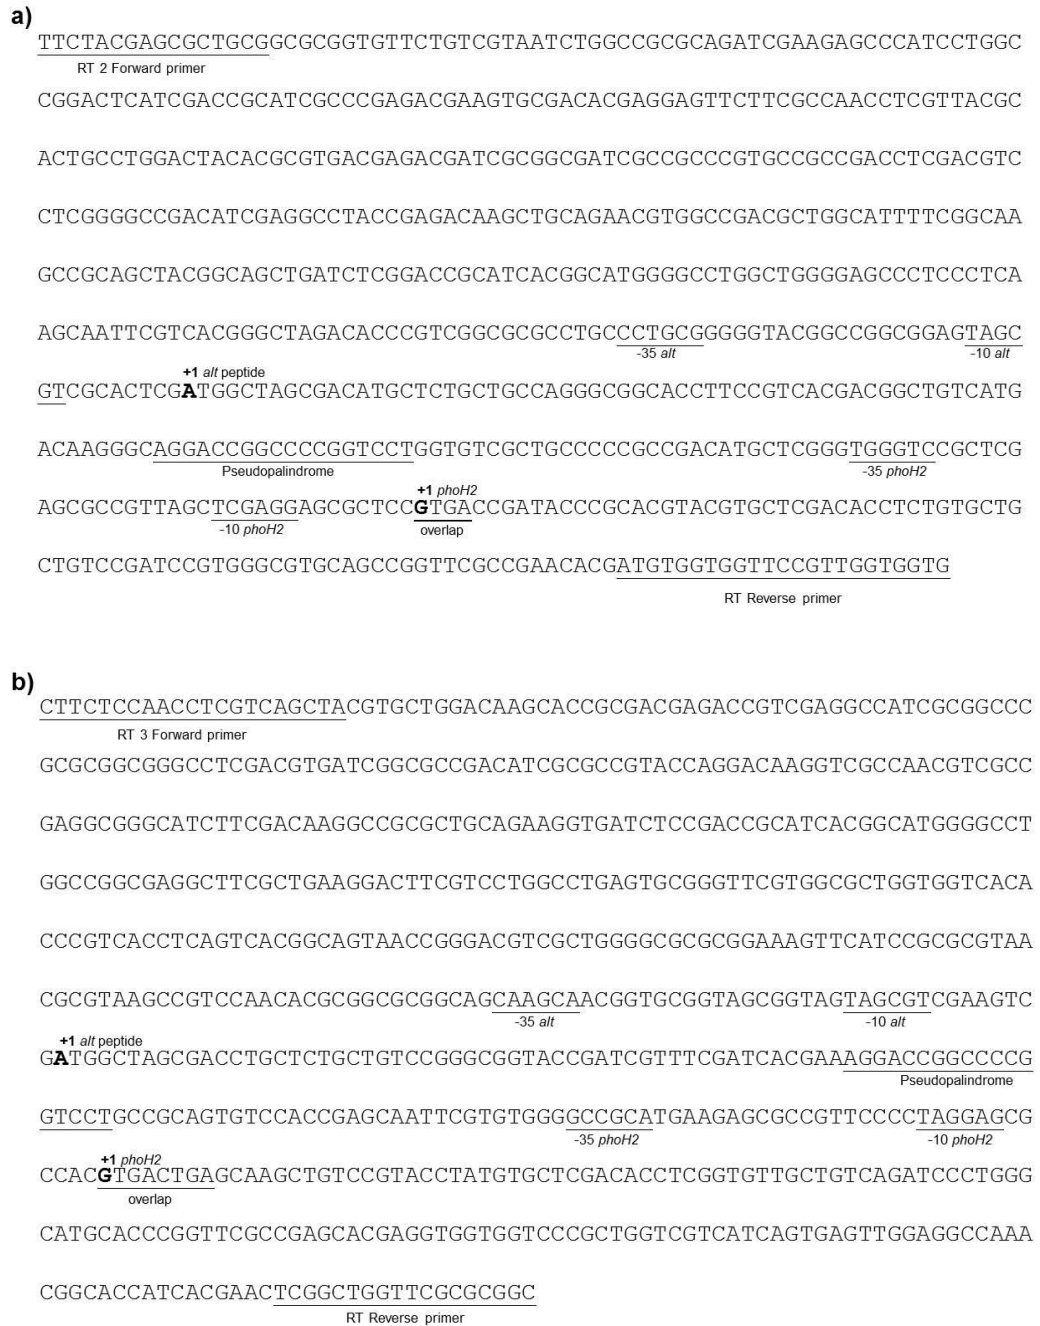 a)
TTCTACGAGCGCTGCGGCGCGGTGTTCTGTCGTAATCTGGCCGCGCAGATCGAAGAGCCCATCCTGGC
RT 2 Forward primer
CGGACTCATCGACCGCATCGCCCGAGACGAAGTGCGACACGAGGAGTTCTTCGCCAACCTCGTTACGC
ACTGCCTGGACTACACGCGTGACGAGACGATCGCGGCGATCGCCGCCCGTGCCGCCGACCTCGACGTC
CTCGGGGCCGACATCGAGGCCTACCGAGACAAGCTGCAGAACGTGGCCGACGCTGGCATTTTCGGCAA
GCCGCAGCTACGGCAGCTGATCTCGGACCGCATCACGGCATGGGGCCTGGCTGGGGAGCCCTCCCTCA
AGCAATTCGTCACGGGCTAGACACCCGTCGGCGCGCCTGCCCTGCGGGGGTACGGCCGGCGGAGTAGC
-35 alt -10 alt
+1 alt peptide
GTCGCACTCGATGGCTAGCGACATGCTCTGCTGCCAGGGCGGCACCTTCCGTCACGACGGCTGTCATG
ACAAGGGCAGGACCGGCCCCGGTCCTGGTGTCGCTGCCCCCGCCGACATGCTCGGGTGGGTCCGCTCG
Pseudopalindrome -35 phoH2
+1 phoH2
AGCGCCGTTAGCTCGAGGAGCGCTCCGTGACCGATACCCGCACGTACGTGCTCGACACCTCTGTGCTG
-10 phoH2 overlap
CTGTCCGATCCGTGGGCGTGCAGCCGGTTCGCCGAACACGATGTGGTGGTTCCGTTGGTGGTG
RT Reverse primer
b)
CTTCTCCAACCTCGTCAGCTACGTGCTGGACAAGCACCGCGACGAGACCGTCGAGGCCATCGCGGCCC
RT 3 Forward primer
GCGCGGCGGGCCTCGACGTGATCGGCGCCGACATCGCGCCGTACCAGGACAAGGTCGCCAACGTCGCC
GAGGCGGGCATCTTCGACAAGGCCGCGCTGCAGAAGGTGATCTCCGACCGCATCACGGCATGGGGCCT
GGCCGGCGAGGCTTCGCTGAAGGACTTCGTCCTGGCCTGAGTGCGGGTTCGTGGCGCTGGTGGTCACA
CCCGTCACCTCAGTCACGGCAGTAACCGGGACGTCGCTGGGGCGCGCGGAAAGTTCATCCGCGCGTAA
CGCGTAAGCCGTCCAACACGCGGCGCGGCAGCAAGCAACGGTGCGGTAGCGGTAGTAGCGTCGAAGTC
-35 alt -10 alt
+1 alt peptide
GATGGCTAGCGACCTGCTCTGCTGTCCGGGCGGTACCGATCGTTTCGATCACGAAAGGACCGGCCCCG
Pseudopalindrome
GTCCTGCCGCAGTGTCCACCGAGCAATTCGTGTGGGGCCGCATGAAGAGCGCCGTTCCCCTAGGAGCG
-35 phoH2 -10 phoH2
+1 phoH2
CCACGTGACTGAGCAAGCTGTCCGTACCTATGTGCTCGACACCTCGGTGTTGCTGTCAGATCCCTGGG
overlap
CATGCACCCGGTTCGCCGAGCACGAGGTGGTGGTCCCGCTGGTCGTCATCAGTGAGTTGGAGGCCAAA
CGGCACCATCACGAACTCGGCTGGTTCGCGCGGC
RT Reverse primer